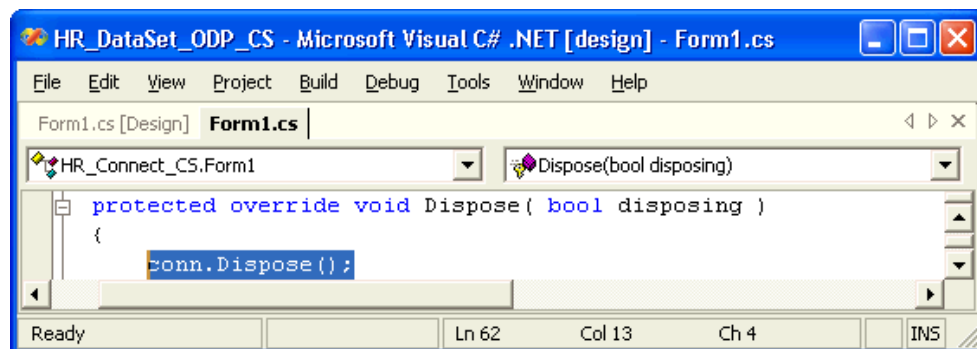 HR_DataSet_ODP_CS - Microsoft Visual C# .NET [design] - Form1.cs
File Edit View Project Build Debug Tools Window Help
Form1.cs [Design] Form1.cs
HR_Connect_CS.Form1 Dispose(bool disposing)
protected override void Dispose( bool disposing )
{
conn.Dispose();
Ready Ln 62 Col 13 Ch 4 INS